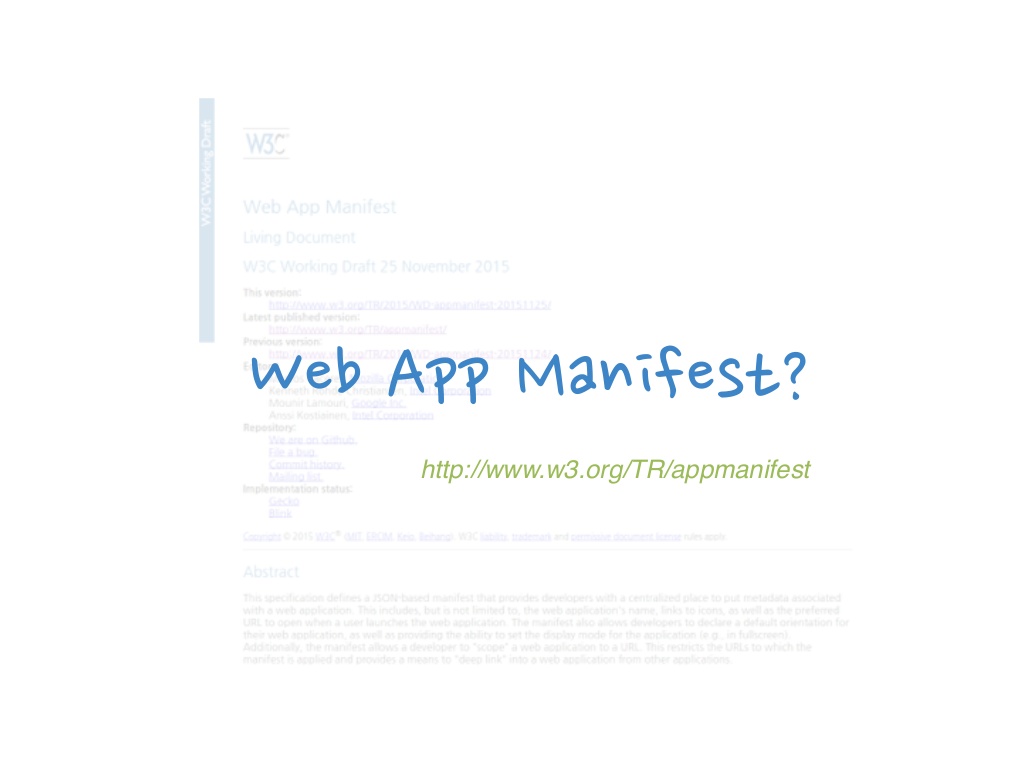 W3C Working Draft
W3C
Web App Manifest
Living Document
W3C Working Draft 25 November 2015
This version:
http://www.w3.org/TR/2015/WD-appmanifest-20151125/
Latest published version:
http://www.w3.org/TR/appmanifest/
Previous version:
http://www.w3.org/TR/2015/WD-appmanifest-20151124/
Web App Manifest?
Mounir Lamouri, Google Inc.
Anssi Kostiainen, Intel Corporation
Repository:
We are on Github.
File a bug.
Commit history.
Mailing list.
http://www.w3.org/TR/appmanifest
Implementation status:
Gecko
Blink
Copyright © 2015 W3C® (MIT, ERCIM, Keio, Beihang). W3C liability, trademark and permissive document license rules apply.
Abstract
This specification defines a JSON-based manifest that provides developers with a centralized place to put metadata associated
with a web application. This includes, but is not limited to, the web application's name, links to icons, as well as the preferred
URL to open when a user launches the web application. The manifest also allows developers to declare a default orientation for
their web application, as well as providing the ability to set the display mode for the application (e.g., in fullscreen).
Additionally, the manifest allows a developer to "scope" a web application to a URL. This restricts the URLs to which the
manifest is applied and provides a means to "deep link" into a web application from other applications.